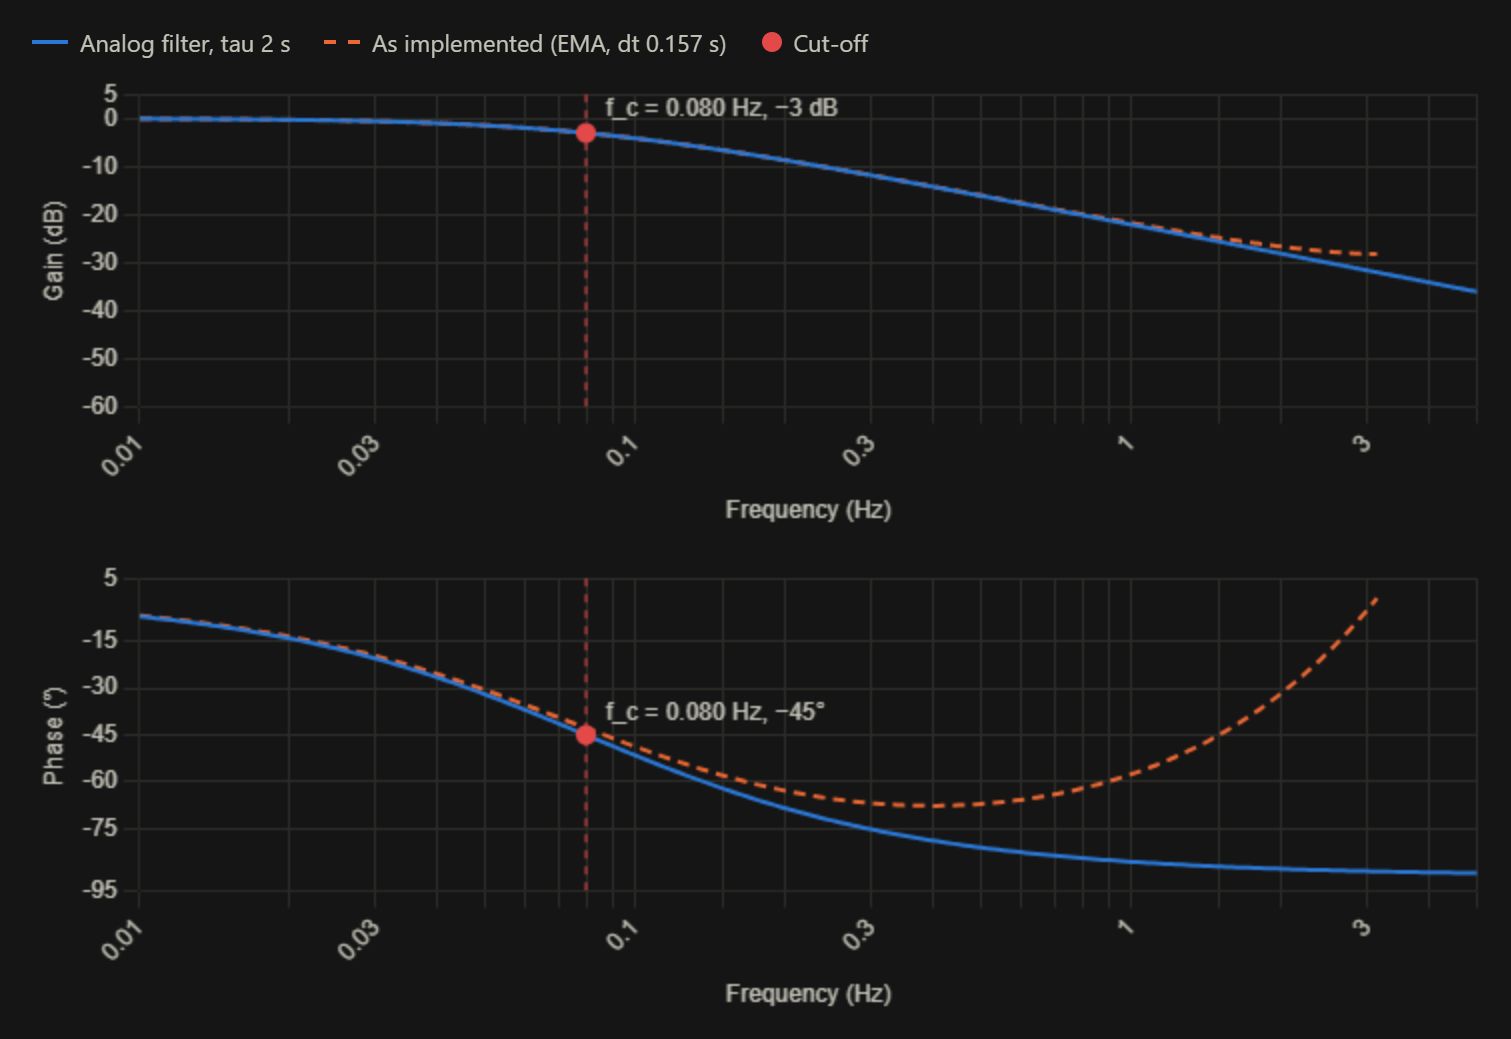 Analog filter, tau 2 s As implemented (EMA, dt 0.157 s) Cut-off
f_c = 0.080 Hz, −3 dB
5
0
-10
-20
-30
-40
-50
-60
Gain (dB)
0.01 0.03 0.1 0.3 1 3
Frequency (Hz)
f_c = 0.080 Hz, −45°
5
-15
-30
-45
-60
-75
-95
Phase (°)
0.01 0.03 0.1 0.3 1 3
Frequency (Hz)